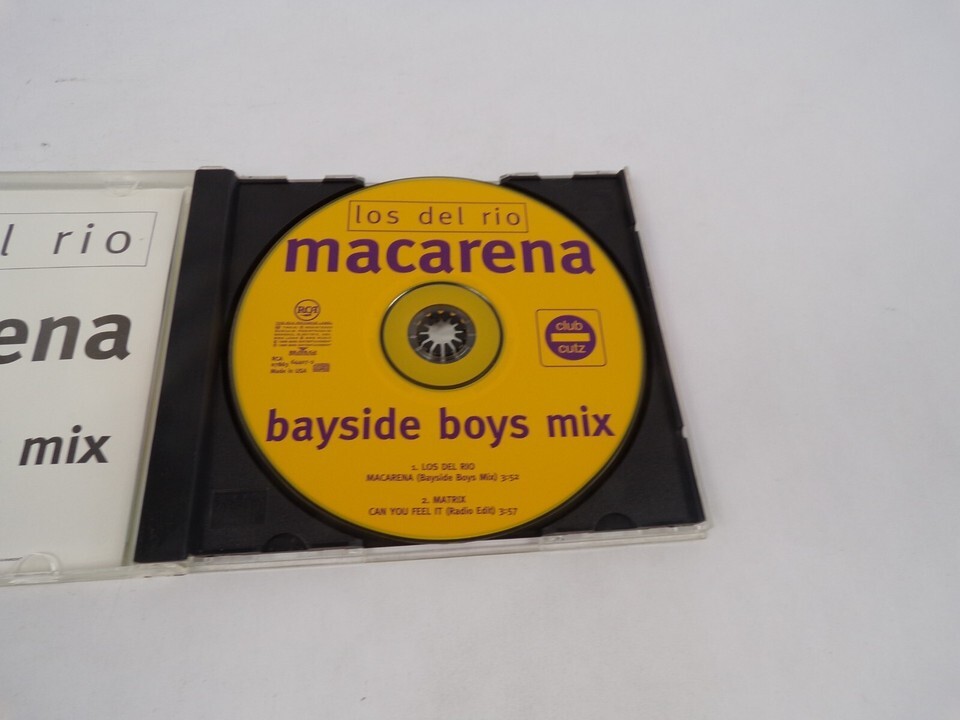 l rio
ena
mix
los del rio
macarena
RCA
club
cutz
RCA
Made in USA
bayside boys mix
1. LOS DEL RIO
MACARENA (Bayside Boys Mix) 3:52
2. MATRIX
CAN YOU FEEL IT (Radio Edit) 3:57